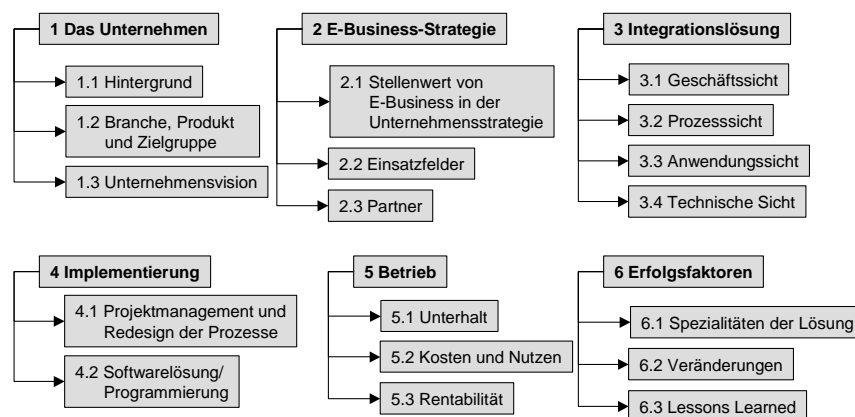 1 Das Unternehmen
1.1 Hintergrund
1.2 Branche, Produkt
und Zielgruppe
1.3 Unternehmensvision
2 E-Business-Strategie
2.1 Stellenwert von
E-Business in der
Unternehmensstrategie
2.2 Einsatzfelder
2.3 Partner
3 Integrationslösung
3.1 Geschäftssicht
3.2 Prozesssicht
3.3 Anwendungssicht
3.4 Technische Sicht
4 Implementierung
4.1 Projektmanagement und
Redesign der Prozesse
4.2 Softwarelösung/
Programmierung
5 Betrieb
5.1 Unterhalt
5.2 Kosten und Nutzen
5.3 Rentabilität
6 Erfolgsfaktoren
6.1 Spezialitäten der Lösung
6.2 Veränderungen
6.3 Lessons Learned